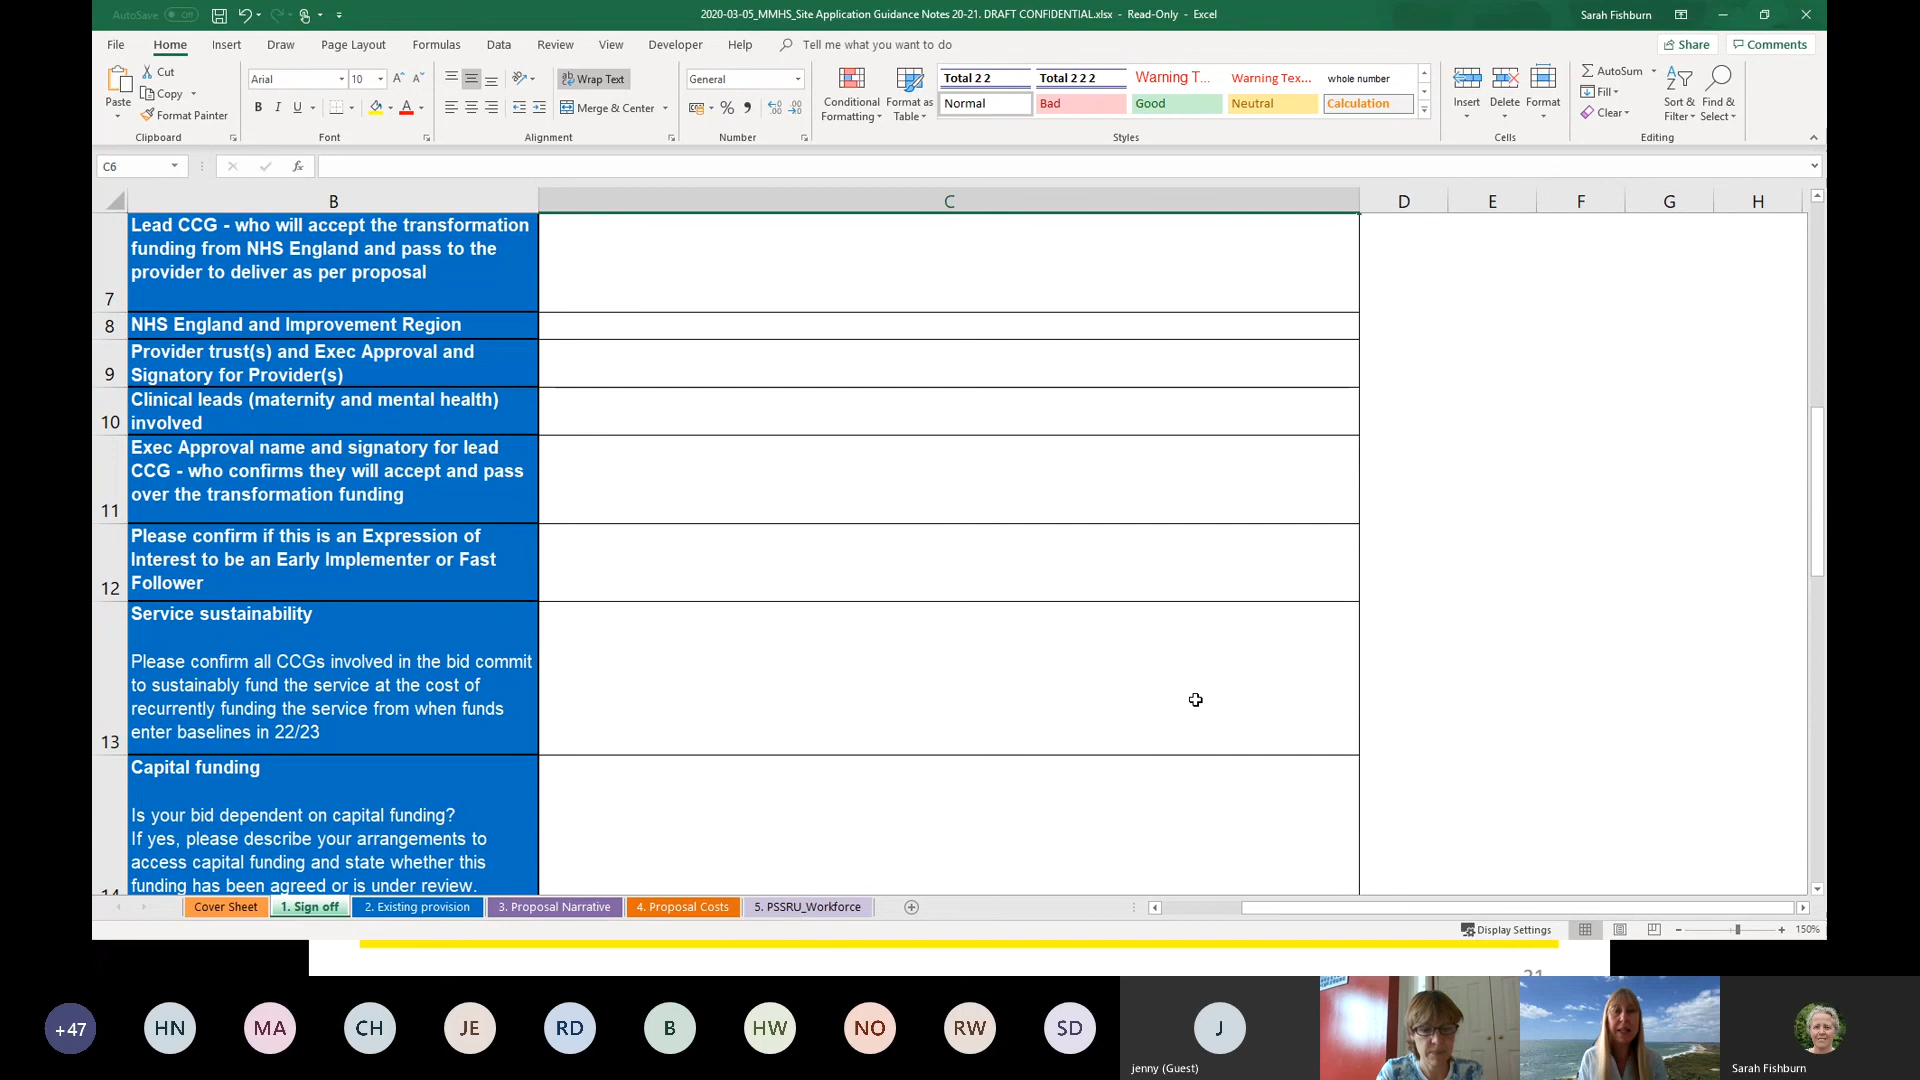 AutoSave Off
2020-03-05_MMHS_Site Application Guidance Notes 20-21. DRAFT CONFIDENTIAL.xlsx - Read-Only - Excel
Sarah Fishburn
File Home Insert Draw Page Layout Formulas Data Review View Developer Help Tell me what you want to do
Share Comments
Paste
Cut
Copy
Format Painter
Clipboard
Arial 10
B I U
Font
Wrap Text
Merge & Center
Alignment
General
Number
Conditional Formatting
Format as Table
Total 2 2 Total 2 2 2 Warning T... Warning Tex... whole number
Normal Bad Good Neutral Calculation
Styles
Insert Delete Format
Cells
AutoSum
Fill
Clear
Sort & Filter
Find & Select
Editing
C6
fx
B C D E F G H
7
Lead CCG - who will accept the transformation
funding from NHS England and pass to the
provider to deliver as per proposal
8
NHS England and Improvement Region
9
Provider trust(s) and Exec Approval and
Signatory for Provider(s)
10
Clinical leads (maternity and mental health)
involved
11
Exec Approval name and signatory for lead
CCG - who confirms they will accept and pass
over the transformation funding
12
Please confirm if this is an Expression of
Interest to be an Early Implementer or Fast
Follower
13
Service sustainability
Please confirm all CCGs involved in the bid commit
to sustainably fund the service at the cost of
recurrently funding the service from when funds
enter baselines in 22/23
14
Capital funding
Is your bid dependent on capital funding?
If yes, please describe your arrangements to
access capital funding and state whether this
funding has been agreed or is under review.
Cover Sheet 1. Sign off 2. Existing provision 3. Proposal Narrative 4. Proposal Costs 5. PSSRU_Workforce
Display Settings
150%
+47 HN MA CH JE RD B HW NO RW SD J
jenny (Guest)
Sarah Fishburn